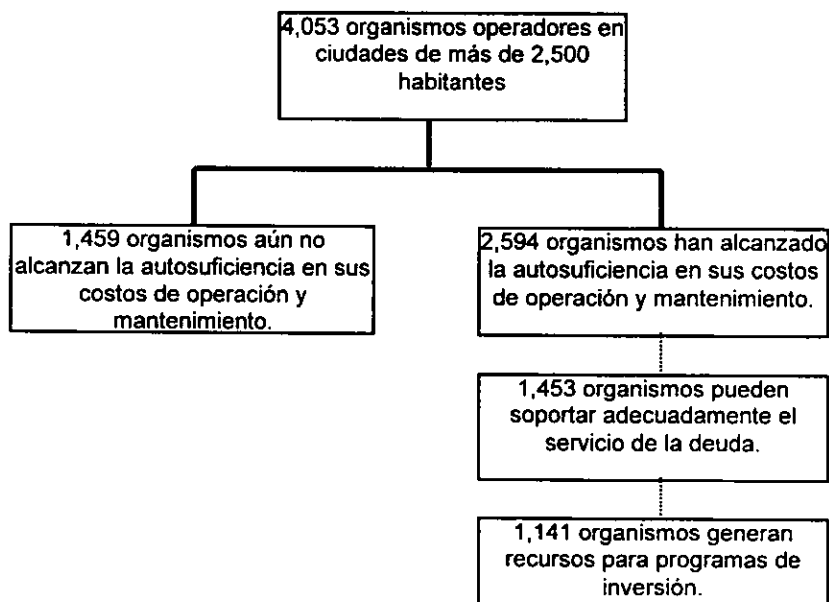 4,053 organismos operadores en
ciudades de más de 2,500
habitantes
1,459 organismos aún no
alcanzan la autosuficiencia en sus
costos de operación y
mantenimiento.
2,594 organismos han alcanzado
la autosuficiencia en sus costos
de operación y mantenimiento.
1,453 organismos pueden
soportar adecuadamente el
servicio de la deuda.
1,141 organismos generan
recursos para programas de
inversión.